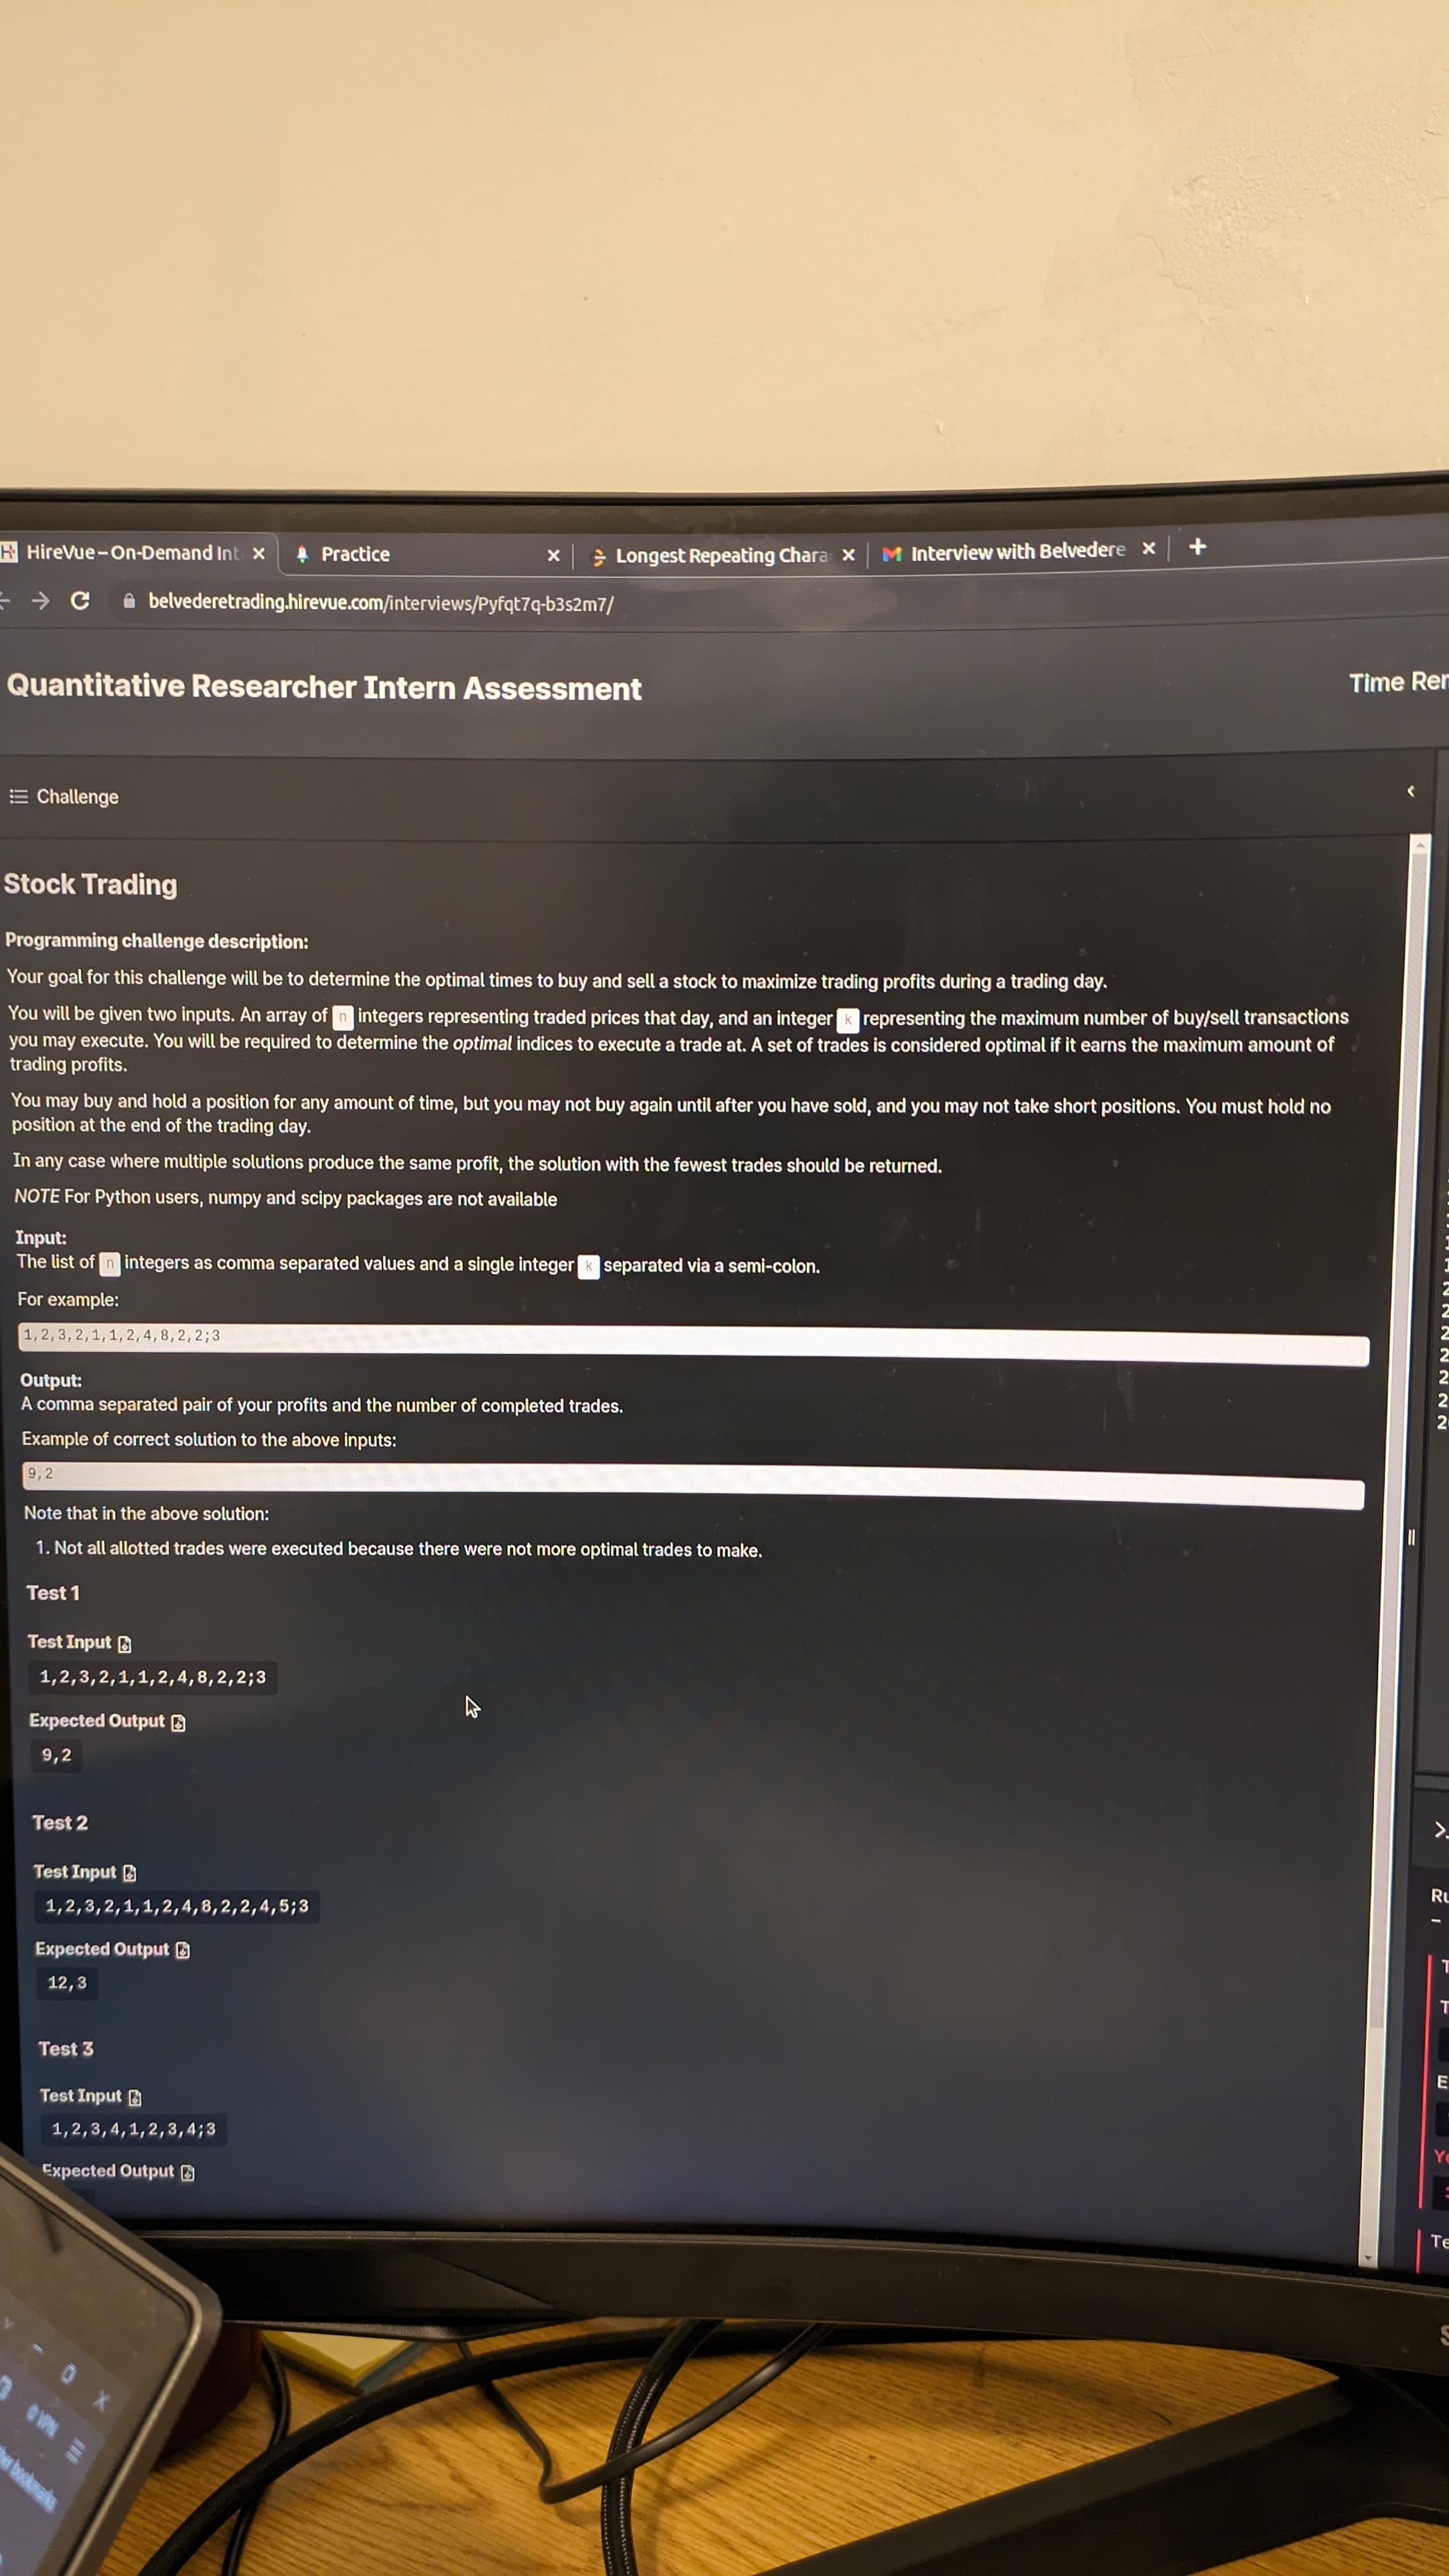 HireVue – On-Demand Int
Practice
Longest Repeating Chara
Interview with Belvedere
belvederetrading.hirevue.com/interviews/Pyfqt7q-b3s2m7/
Quantitative Researcher Intern Assessment
Time Rer
Challenge
Stock Trading
Programming challenge description:
Your goal for this challenge will be to determine the optimal times to buy and sell a stock to maximize trading profits during a trading day.
You will be given two inputs. An array of n integers representing traded prices that day, and an integer k representing the maximum number of buy/sell transactions
you may execute. You will be required to determine the optimal indices to execute a trade at. A set of trades is considered optimal if it earns the maximum amount of
trading profits.
You may buy and hold a position for any amount of time, but you may not buy again until after you have sold, and you may not take short positions. You must hold no
position at the end of the trading day.
In any case where multiple solutions produce the same profit, the solution with the fewest trades should be returned.
NOTE For Python users, numpy and scipy packages are not available
Input:
The list of n integers as comma separated values and a single integer k separated via a semi-colon.
For example:
1,2,3,2,1,1,2,4,8,2,2;3
Output:
A comma separated pair of your profits and the number of completed trades.
Example of correct solution to the above inputs:
9,2
Note that in the above solution:
1. Not all allotted trades were executed because there were not more optimal trades to make.
Test 1
Test Input
1,2,3,2,1,1,2,4,8,2,2;3
Expected Output
9,2
Test 2
Test Input
1,2,3,2,1,1,2,4,8,2,2,4,5;3
Expected Output
12,3
Test 3
Test Input
1,2,3,4,1,2,3,4;3
Expected Output